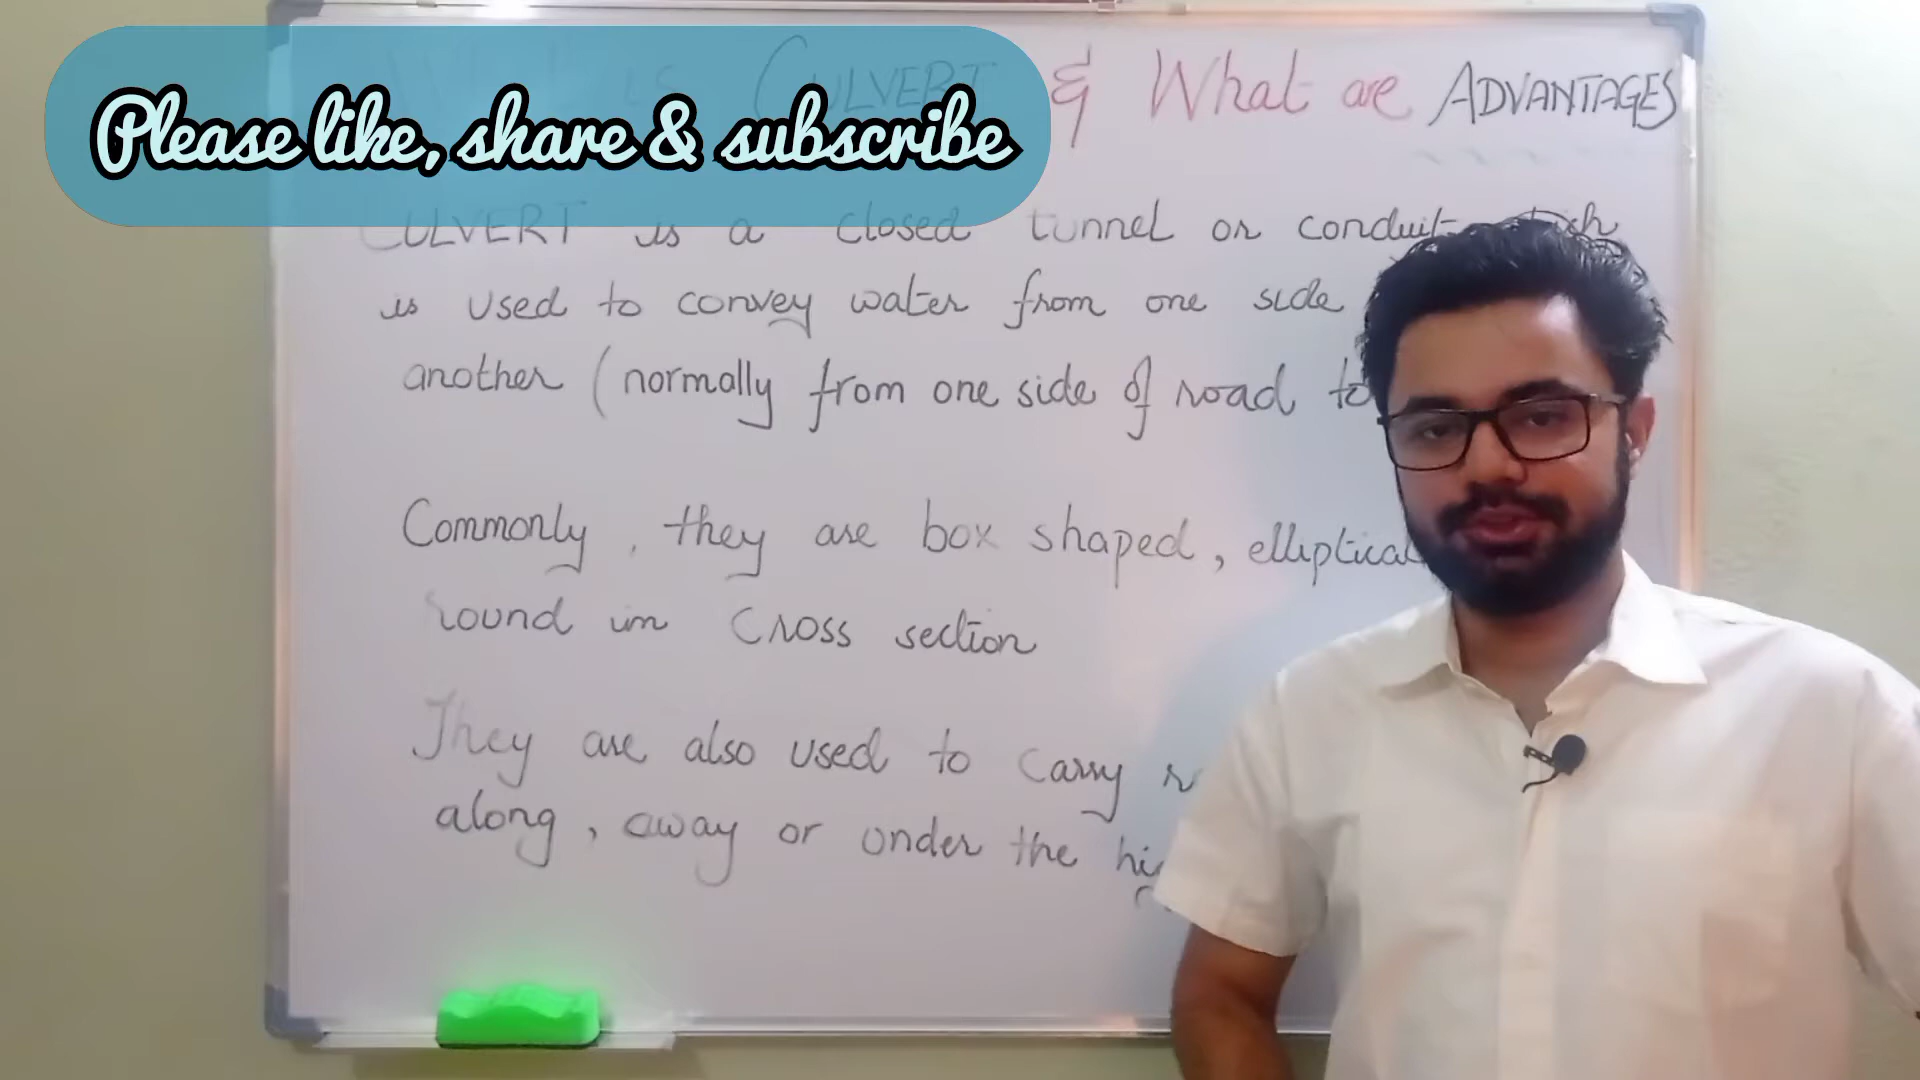 Please like, share & subscribe
CULVERT & What are ADVANTAGES
CULVERT is a closed tunnel or conduit
is used to convey water from one side
another (normally from one side of road to
Commonly, they are box shaped, elliptical
round in cross section
They are also used to carry
along, away or under the